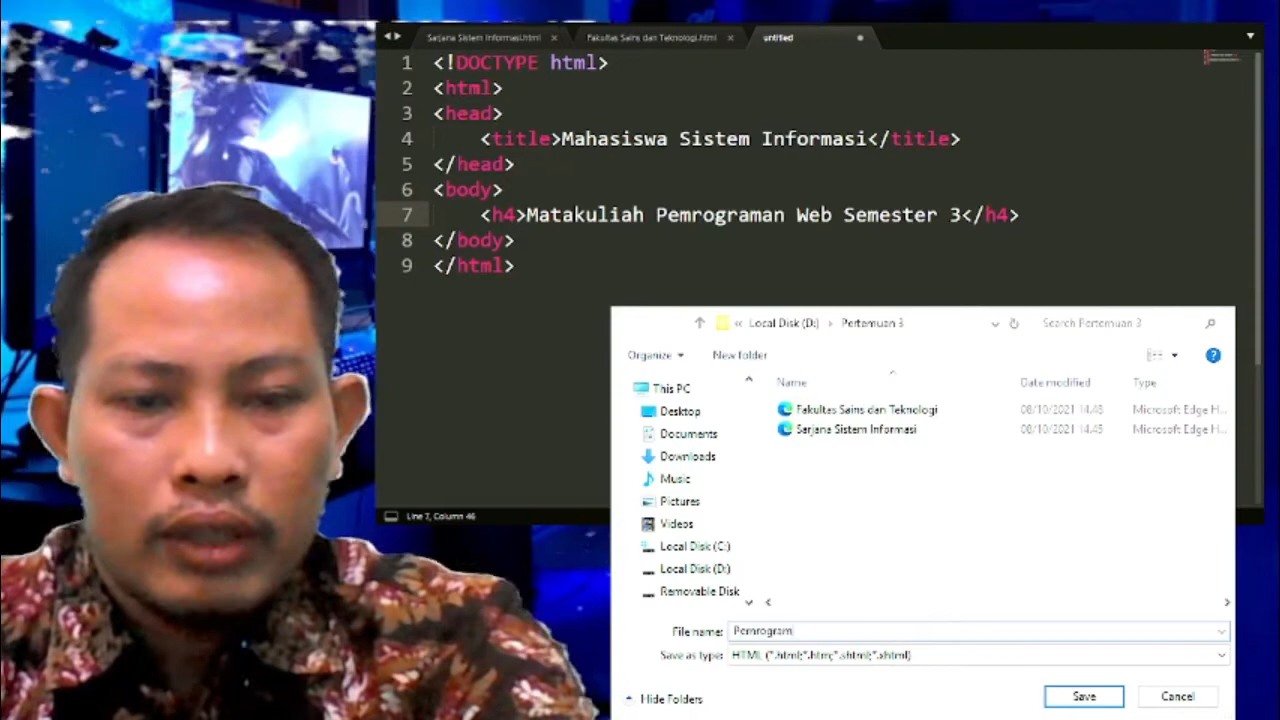 Sarjana Sistem Informasi.html
Fakultas Sains dan Teknologi.html
untitled
1 <!DOCTYPE html>
2 <html>
3 <head>
4 <title>Mahasiswa Sistem Informasi</title>
5 </head>
6 <body>
7 <h4>Matakuliah Pemrograman Web Semester 3</h4>
8 </body>
9 </html>
Line 7, Column 46
« Local Disk (D:) › Pertemuan 3
Search Pertemuan 3
Organize
New folder
Name Date modified Type
Fakultas Sains dan Teknologi 08/10/2021 14.48 Microsoft Edge H...
Sarjana Sistem Informasi 08/10/2021 14.45 Microsoft Edge H...
This PC
Desktop
Documents
Downloads
Music
Pictures
Videos
Local Disk (C:)
Local Disk (D:)
Removable Disk
File name: Pemrogram
Save as type: HTML (*.html;*.htm;*.shtml;*.xhtml)
Hide Folders
Save
Cancel